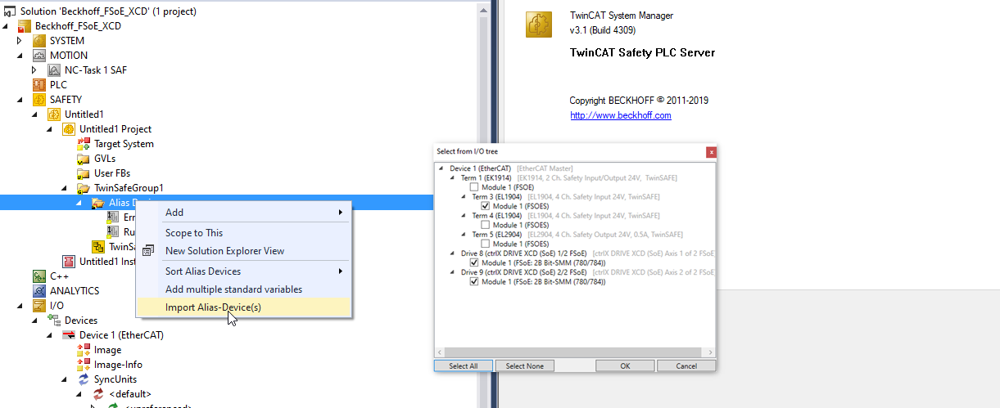 Solution 'Beckhoff_FSoE_XCD' (1 project)
Beckhoff_FSoE_XCD
SYSTEM
MOTION
NC-Task 1 SAF
PLC
SAFETY
Untitled1
Untitled1 Project
Target System
GVLs
User FBs
TwinSafeGroup1
Alias
Err
Ru
TwinSa
Untitled1 Inst
C++
ANALYTICS
I/O
Devices
Device 1 (EtherCAT)
Image
Image-Info
SyncUnits
<default>
Add
Scope to This
New Solution Explorer View
Sort Alias Devices
Add multiple standard variables
Import Alias-Device(s)
TwinCAT System Manager
v3.1 (Build 4309)
TwinCAT Safety PLC Server
Copyright BECKHOFF © 2011-2019
http://www.beckhoff.com
Select from I/O tree
Device 1 (EtherCAT) [EtherCAT Master]
Term 1 (EK1914) [EK1914, 2 Ch. Safety Input/Output 24V, TwinSAFE]
Module 1 (FSOE)
Term 3 (EL1904) [EL1904, 4 Ch. Safety Input 24V, TwinSAFE]
Module 1 (FSOES)
Term 4 (EL1904) [EL1904, 4 Ch. Safety Input 24V, TwinSAFE]
Module 1 (FSOES)
Term 5 (EL2904) [EL2904, 4 Ch. Safety Output 24V, 0.5A, TwinSAFE]
Module 1 (FSOES)
Drive 8 (ctrlX DRIVE XCD (SoE) 1/2 FSoE) [ctrlX DRIVE XCD (SoE) Axis 1 of 2 FSoE]
Module 1 (FSoE: 2B Bit-SMM (780/784))
Drive 9 (ctrlX DRIVE XCD (SoE) 2/2 FSoE) [ctrlX DRIVE XCD (SoE) Axis 2 of 2 FSoE]
Module 1 (FSoE: 2B Bit-SMM (780/784))
Select All
Select None
OK
Cancel